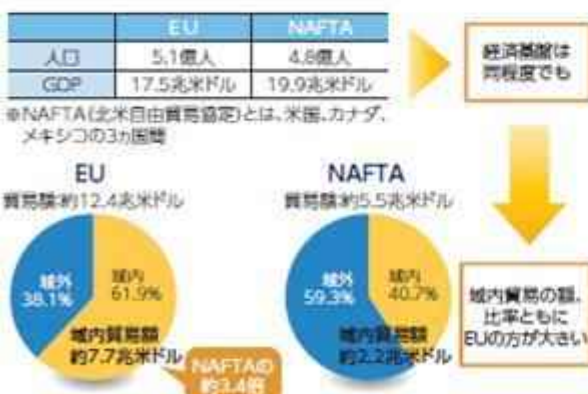 EU NAFTA
人口 5.1億人 4.8億人
GDP 17.5兆米ドル 19.9兆米ドル
経済基盤は
同程度でも
※NAFTA(北米自由貿易協定)とは、米国、カナダ、
メキシコの3ヵ国間
EU
貿易額:約12.4兆米ドル
域外
38.1%
域内
61.9%
域内貿易額
約7.7兆米ドル
NAFTAの
約3.4倍
NAFTA
貿易額:約5.5兆米ドル
域外
59.3%
域内
40.7%
域内貿易額
約2.2兆米ドル
域内貿易の額、
比率ともに
EUの方が大きい